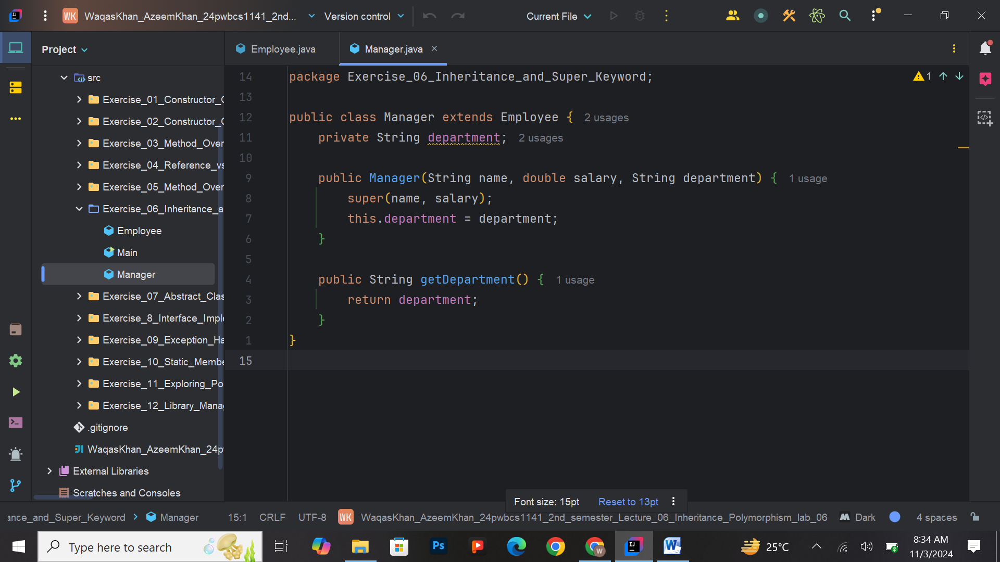 WK WaqasKhan_AzeemKhan_24pwbcs1141_2nd... Version control Current File
Project
Employee.java Manager.java
src
Exercise_01_Constructor_C
Exercise_02_Constructor_C
Exercise_03_Method_Over
Exercise_04_Reference_vs
Exercise_05_Method_Over
Exercise_06_Inheritance_a
Employee
Main
Manager
Exercise_07_Abstract_Clas
Exercise_8_Interface_Imple
Exercise_09_Exception_Ha
Exercise_10_Static_Membe
Exercise_11_Exploring_Po
Exercise_12_Library_Mana
.gitignore
WaqasKhan_AzeemKhan_24p
External Libraries
Scratches and Consoles
14 package Exercise_06_Inheritance_and_Super_Keyword;
13
12 public class Manager extends Employee { 2 usages
11 private String department; 2 usages
10
9 public Manager(String name, double salary, String department) { 1 usage
8 super(name, salary);
7 this.department = department;
6 }
5
4 public String getDepartment() { 1 usage
3 return department;
2 }
1 }
15
1
Font size: 15pt Reset to 13pt
ance_and_Super_Keyword > Manager 15:1 CRLF UTF-8 WK WaqasKhan_AzeemKhan_24pwbcs1141_2nd_semester_Lecture_06_Inheritance_Polymorphism_lab_06 Dark 4 spaces
Type here to search Ps W IJ W 25°C 8:34 AM
11/3/2024